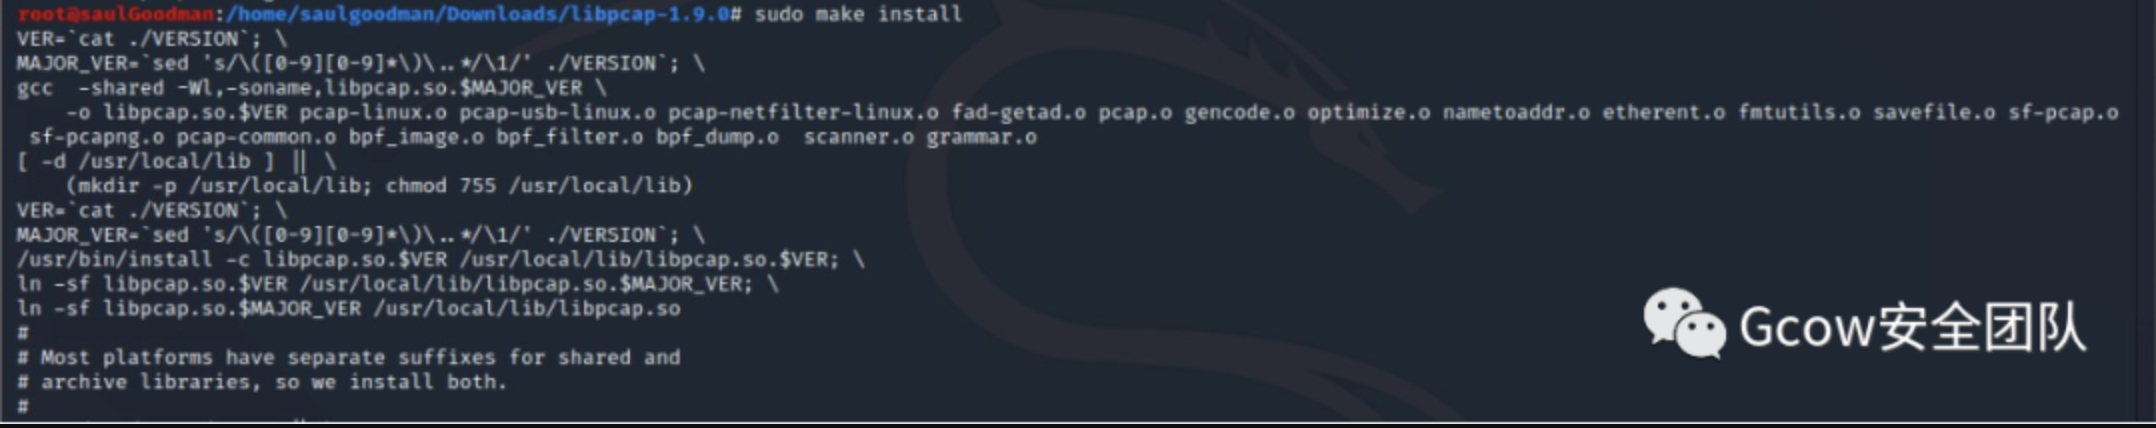 root@saulGoodman:/home/saulgoodman/Downloads/libpcap-1.9.0# sudo make install
VER=`cat ./VERSION`; \
MAJOR_VER=`sed 's/\([0-9][0-9]*\)\..*/\1/' ./VERSION`; \
gcc  -shared -Wl,-soname,libpcap.so.$MAJOR_VER \
    -o libpcap.so.$VER pcap-linux.o pcap-usb-linux.o pcap-netfilter-linux.o fad-getad.o pcap.o gencode.o optimize.o nametoaddr.o etherent.o fmtutils.o savefile.o sf-pcap.o
 sf-pcapng.o pcap-common.o bpf_image.o bpf_filter.o bpf_dump.o  scanner.o grammar.o
[ -d /usr/local/lib ] || \
    (mkdir -p /usr/local/lib; chmod 755 /usr/local/lib)
VER=`cat ./VERSION`; \
MAJOR_VER=`sed 's/\([0-9][0-9]*\)\..*/\1/' ./VERSION`; \
/usr/bin/install -c libpcap.so.$VER /usr/local/lib/libpcap.so.$VER; \
ln -sf libpcap.so.$VER /usr/local/lib/libpcap.so.$MAJOR_VER; \
ln -sf libpcap.so.$MAJOR_VER /usr/local/lib/libpcap.so
#
# Most platforms have separate suffixes for shared and
# archive libraries, so we install both.
#
Gcow安全团队